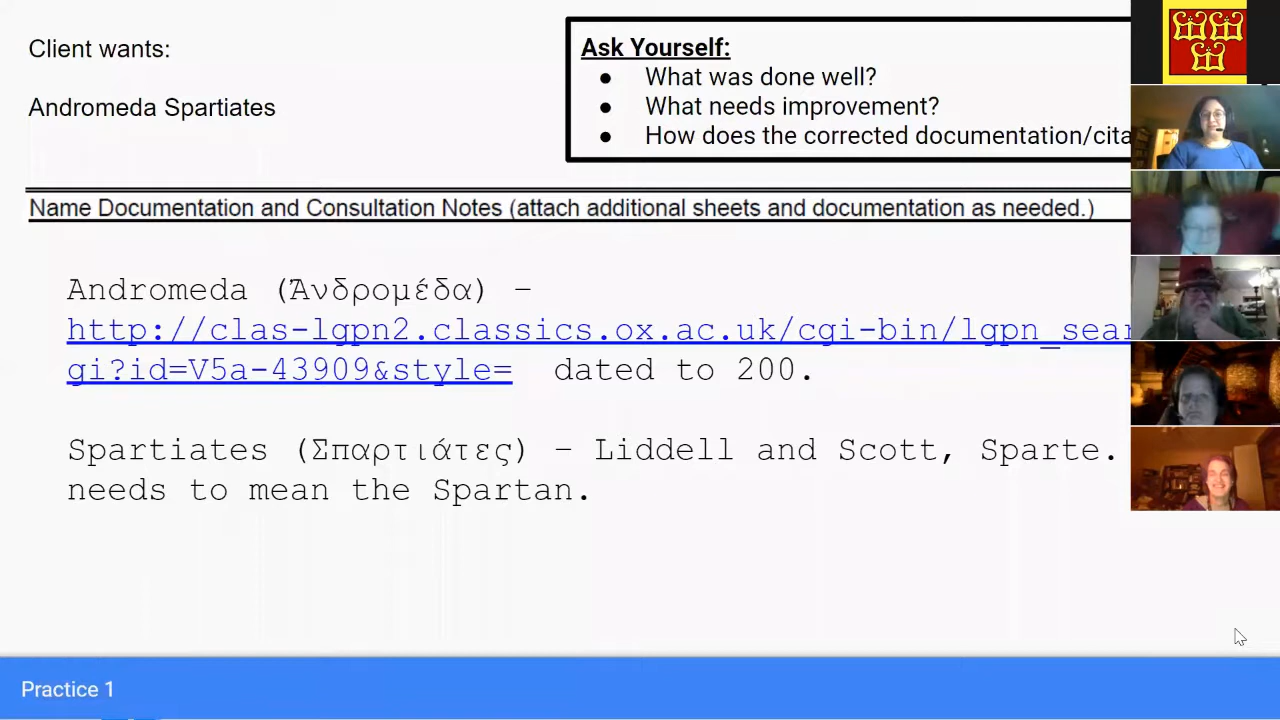 Client wants:
Andromeda Spartiates
Ask Yourself:
● What was done well?
● What needs improvement?
● How does the corrected documentation/cita
Name Documentation and Consultation Notes (attach additional sheets and documentation as needed.)
Andromeda (Ἀνδρομέδα) –
http://clas-lgpn2.classics.ox.ac.uk/cgi-bin/lgpn_sear
gi?id=V5a-43909&style= dated to 200.
Spartiates (Σπαρτιάτες) – Liddell and Scott, Sparte.
needs to mean the Spartan.
Practice 1